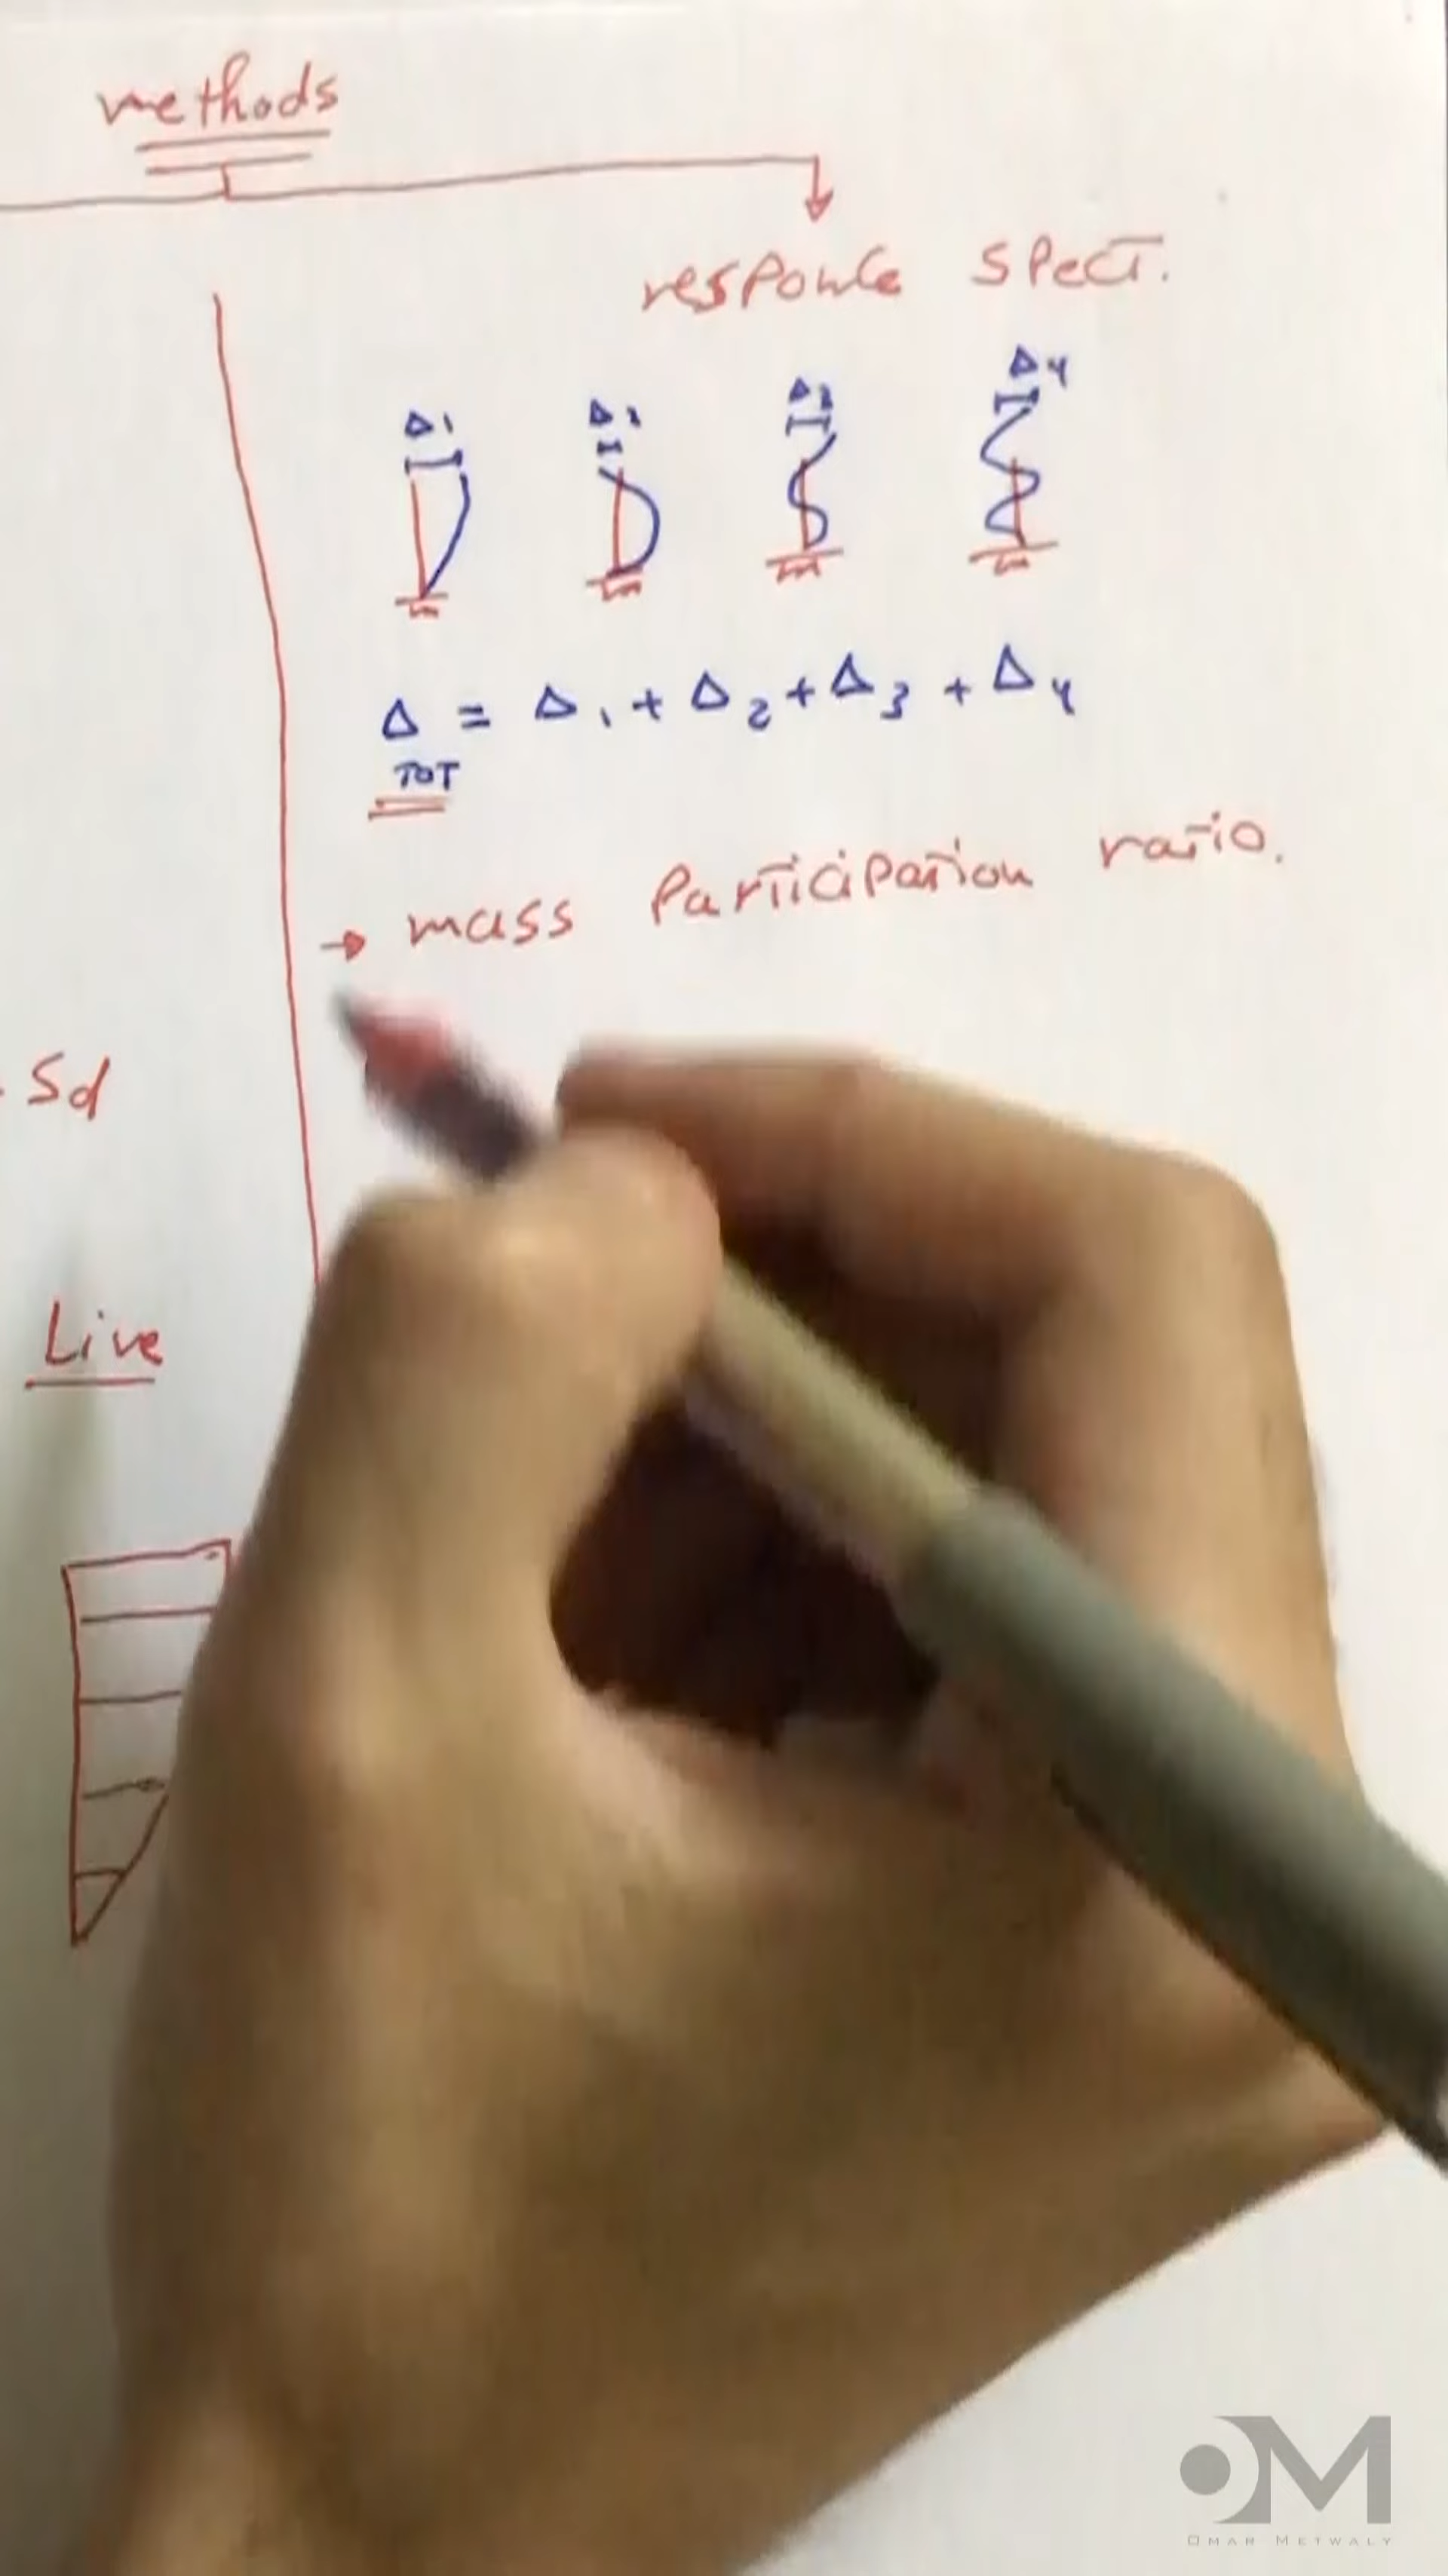 methods
response spect.
Δ1 Δ2 Δ3 Δ4
Δ TOT = Δ1 + Δ2 + Δ3 + Δ4
→ mass participation ratio.
Sd
Live
OM
OMAR METWALY